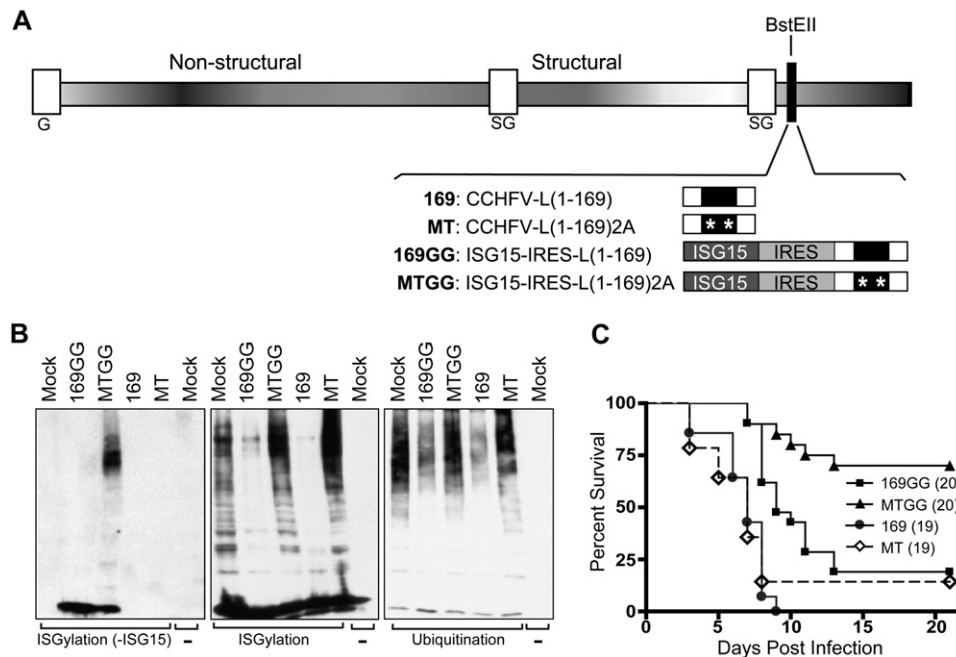 A
BstEII
Non-structural
Structural
G
SG
SG
169: CCHFV-L(1-169)
MT: CCHFV-L(1-169)2A
* *
169GG: ISG15-IRES-L(1-169)
ISG15 IRES
MTGG: ISG15-IRES-L(1-169)2A
ISG15 IRES * *
B
Mock 169GG MTGG 169 MT Mock
Mock 169GG MTGG 169 MT Mock
Mock 169GG MTGG 169 MT Mock
ISGylation (-ISG15) -
ISGylation -
Ubiquitination -
C
Percent Survival
100
75
50
25
0
169GG (20
MTGG (20)
169 (19)
MT (19)
0 5 10 15 20
Days Post Infection